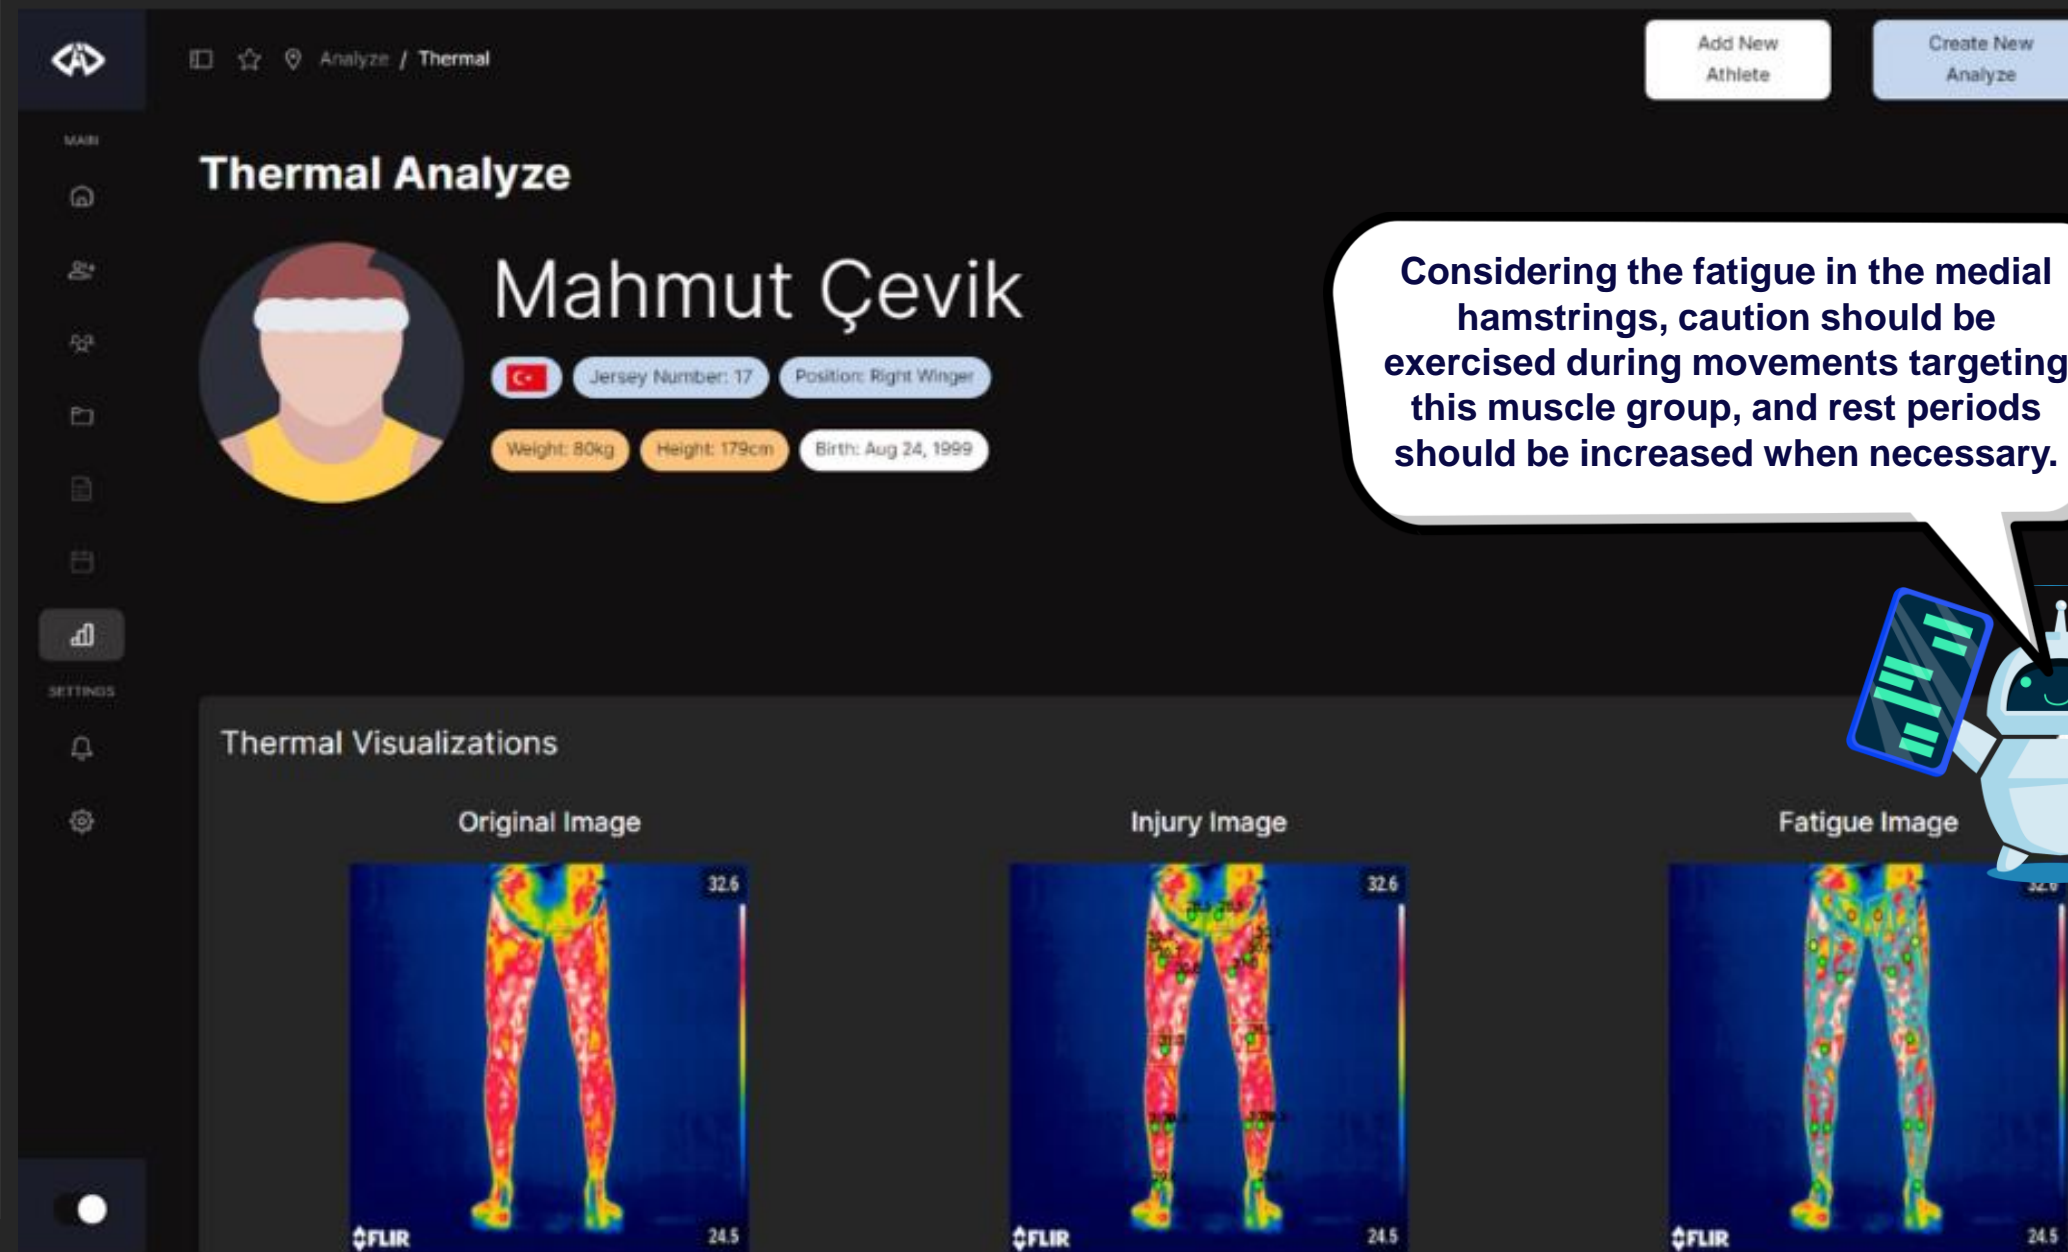 Analyze / Thermal
Add New
Athlete
Create New
Analyze
MAIN
Thermal Analyze
Mahmut Çevik
Jersey Number: 17
Position: Right Winger
Weight: 80kg
Height: 179cm
Birth: Aug 24, 1999
Considering the fatigue in the medial
hamstrings, caution should be
exercised during movements targeting
this muscle group, and rest periods
should be increased when necessary.
SETTINGS
Thermal Visualizations
Original Image
Injury Image
Fatigue Image
32.6
32.6
32.6
FLIR
24.5
FLIR
24.5
FLIR
24.5